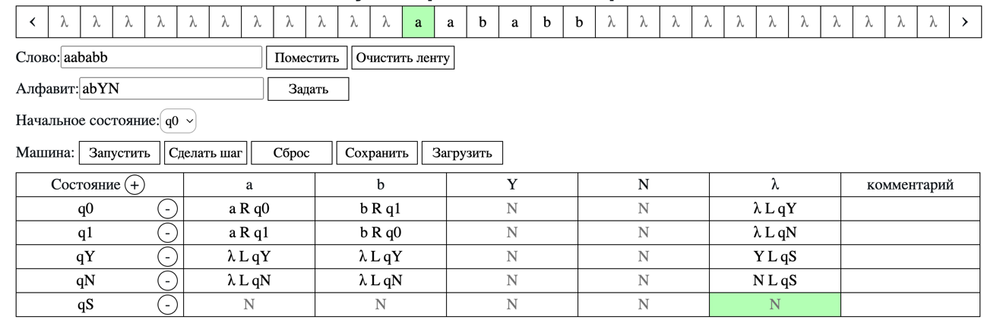 ‹ λ λ λ λ λ λ λ λ λ λ λ a a b a b b λ λ λ λ λ λ λ λ λ λ λ ›
Слово: aababb Поместить Очистить ленту
Алфавит: abYN Задать
Начальное состояние: q0
Машина: Запустить Сделать шаг Сброс Сохранить Загрузить
Состояние + a b Y N λ комментарий
q0 - a R q0 b R q1 N N λ L qY
q1 - a R q1 b R q0 N N λ L qN
qY - λ L qY λ L qY N N Y L qS
qN - λ L qN λ L qN N N N L qS
qS - N N N N N